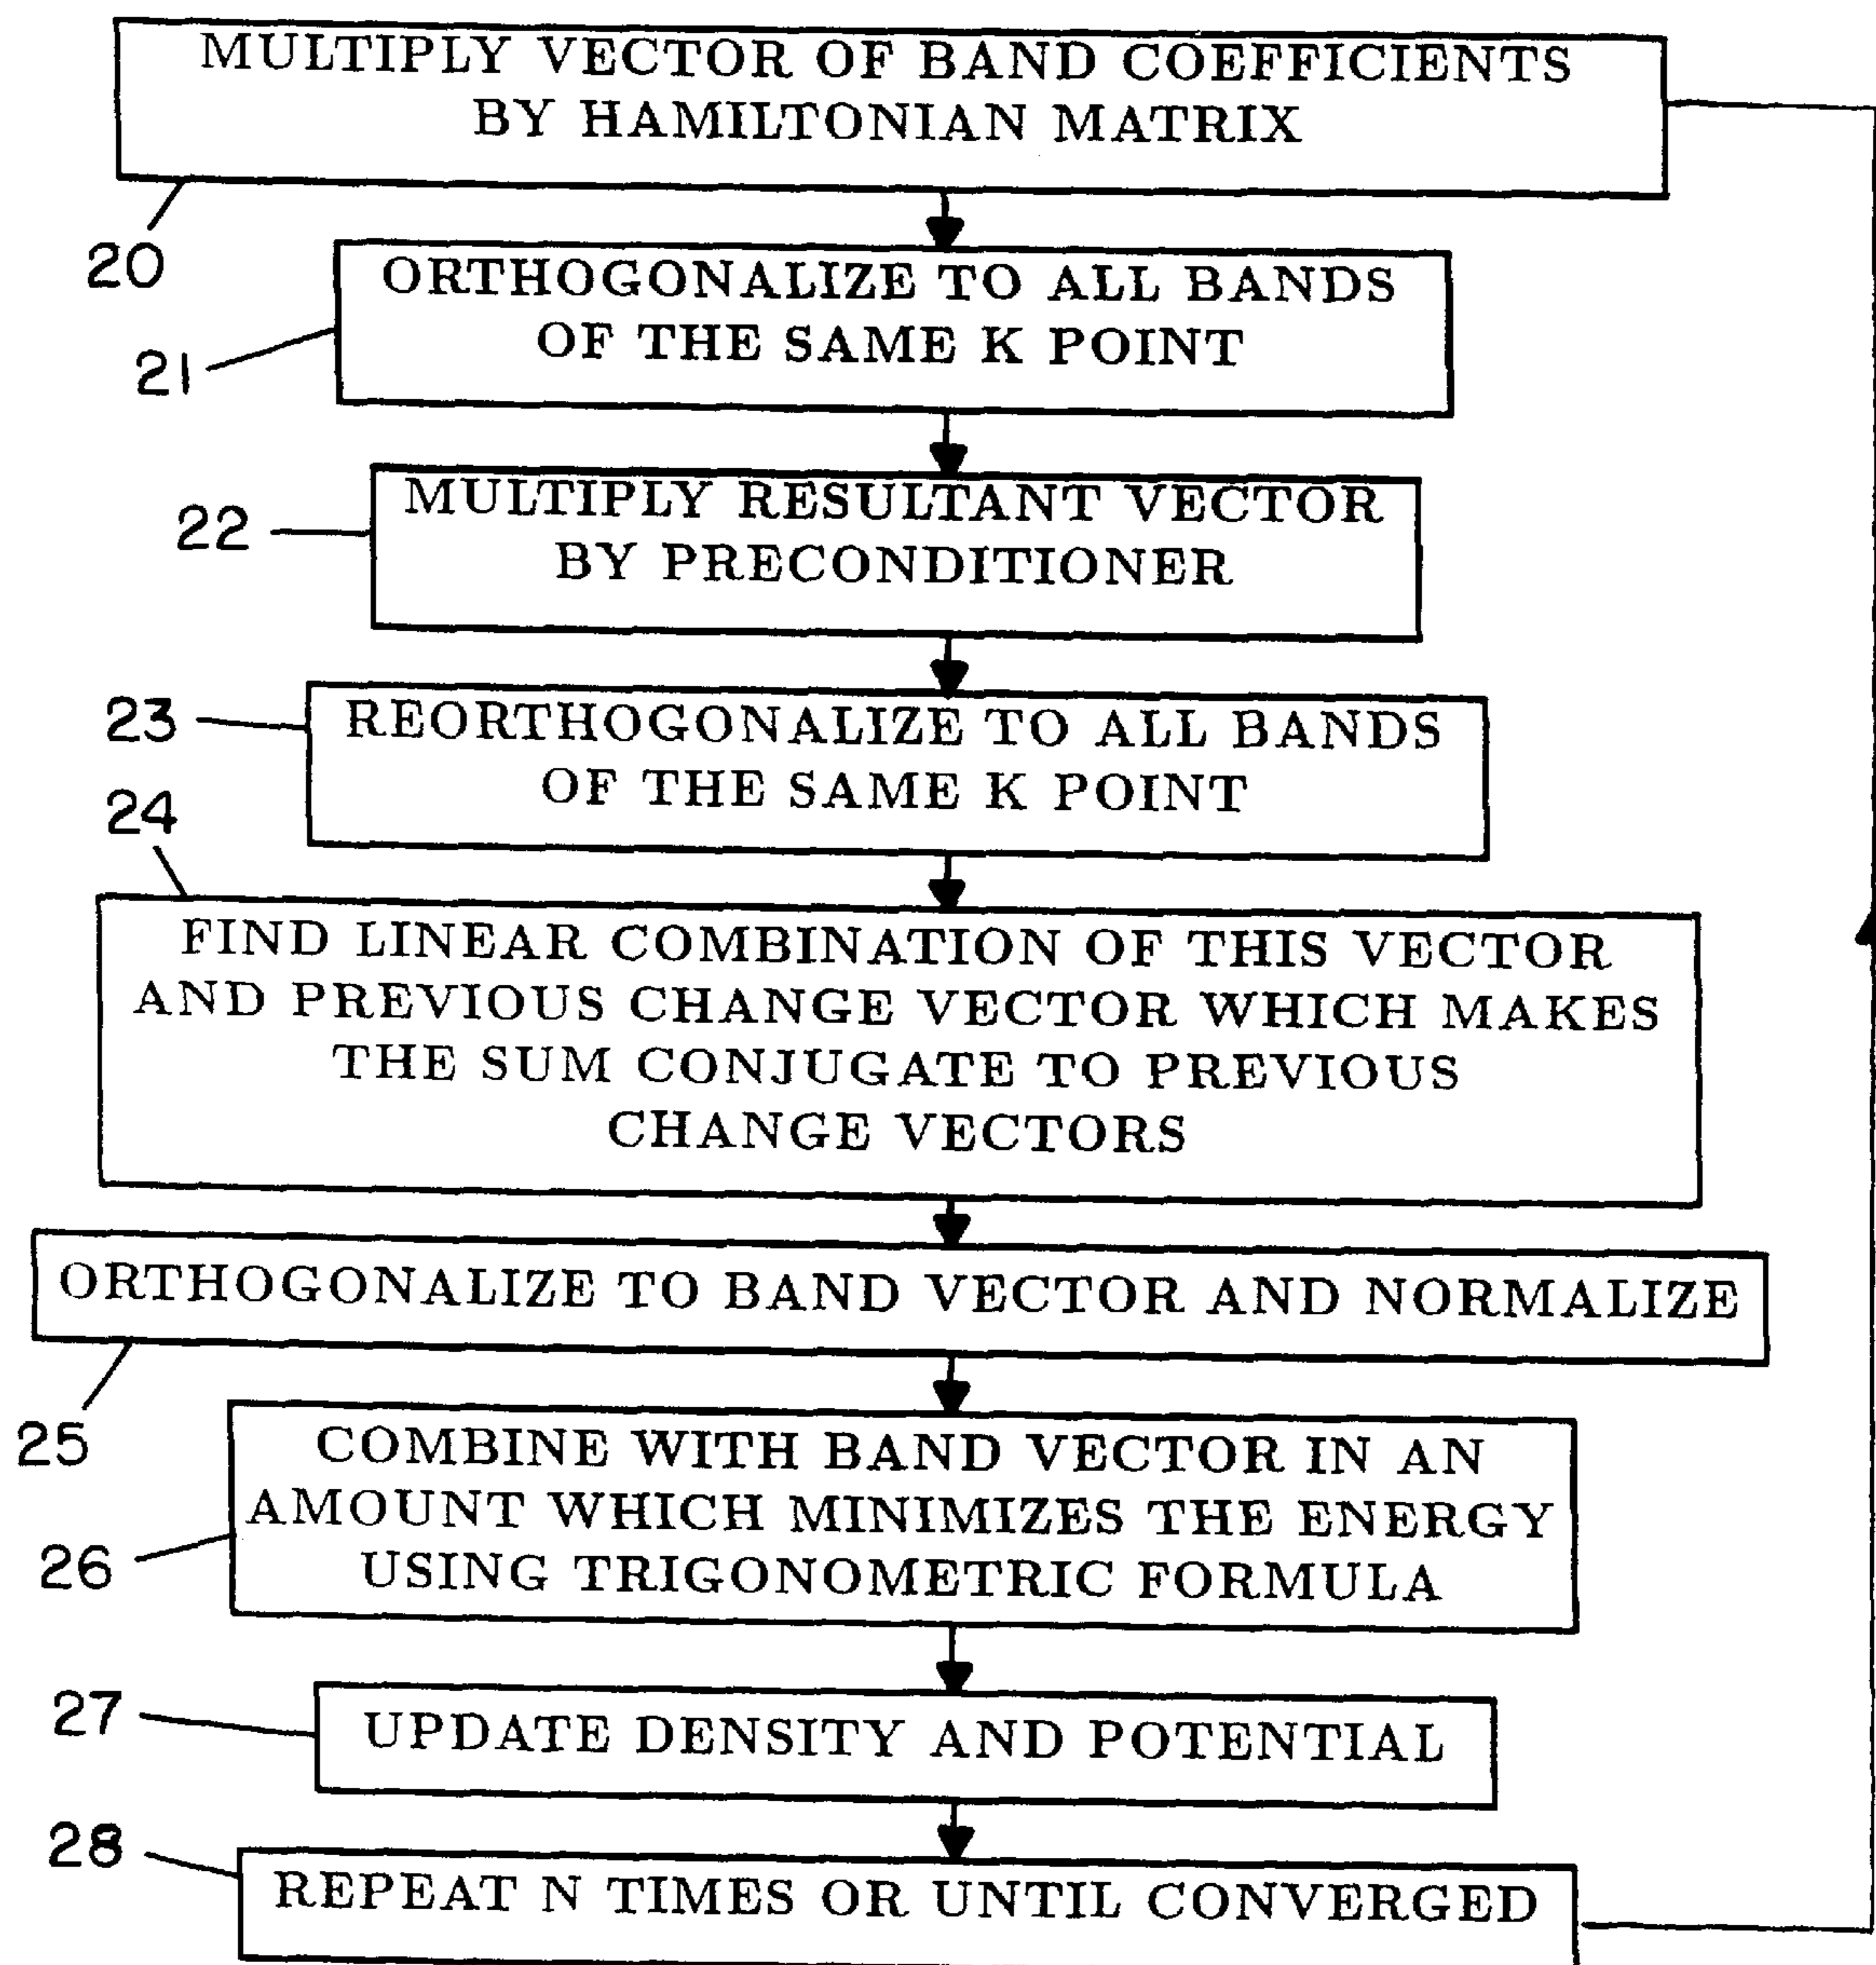 MULTIPLY VECTOR OF BAND COEFFICIENTS
BY HAMILTONIAN MATRIX
20
ORTHOGONALIZE TO ALL BANDS
OF THE SAME K POINT
21
MULTIPLY RESULTANT VECTOR
BY PRECONDITIONER
22
REORTHOGONALIZE TO ALL BANDS
OF THE SAME K POINT
23
24
FIND LINEAR COMBINATION OF THIS VECTOR
AND PREVIOUS CHANGE VECTOR WHICH MAKES
THE SUM CONJUGATE TO PREVIOUS
CHANGE VECTORS
ORTHOGONALIZE TO BAND VECTOR AND NORMALIZE
25
COMBINE WITH BAND VECTOR IN AN
AMOUNT WHICH MINIMIZES THE ENERGY
USING TRIGONOMETRIC FORMULA
26
27
UPDATE DENSITY AND POTENTIAL
28
REPEAT N TIMES OR UNTIL CONVERGED